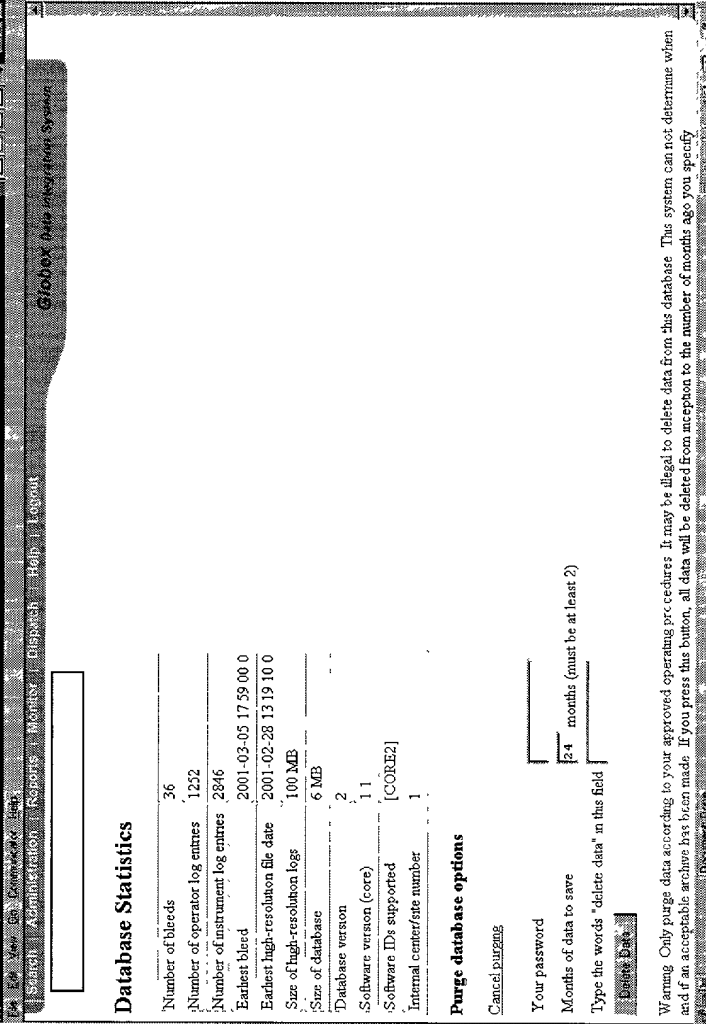 File Edit View Go Communicator Help
Search | Administration | Reports | Monitor | Dispatch | Help | Logout
Globex Data Integration System
Database Statistics
Number of bleeds 36
Number of operator log entries 1252
Number of instrument log entries 2846
Earliest bleed 2001-03-05 17 59 00 0
Earliest high-resolution file date 2001-02-28 13 19 10 0
Size of high-resolution logs 100 MB
Size of database 6 MB
Database version 2
Software version (core) 1 1
Software IDs supported [CORE2]
Internal center/site number 1
Purge database options
Cancel purging
Your password
Months of data to save 24 months (must be at least 2)
Type the words "delete data" in this field
Delete Data
Warning Only purge data according to your approved operating procedures It may be illegal to delete data from this database This system can not determine when
and if an acceptable archive has been made If you press this button, all data will be deleted from inception to the number of months ago you specify